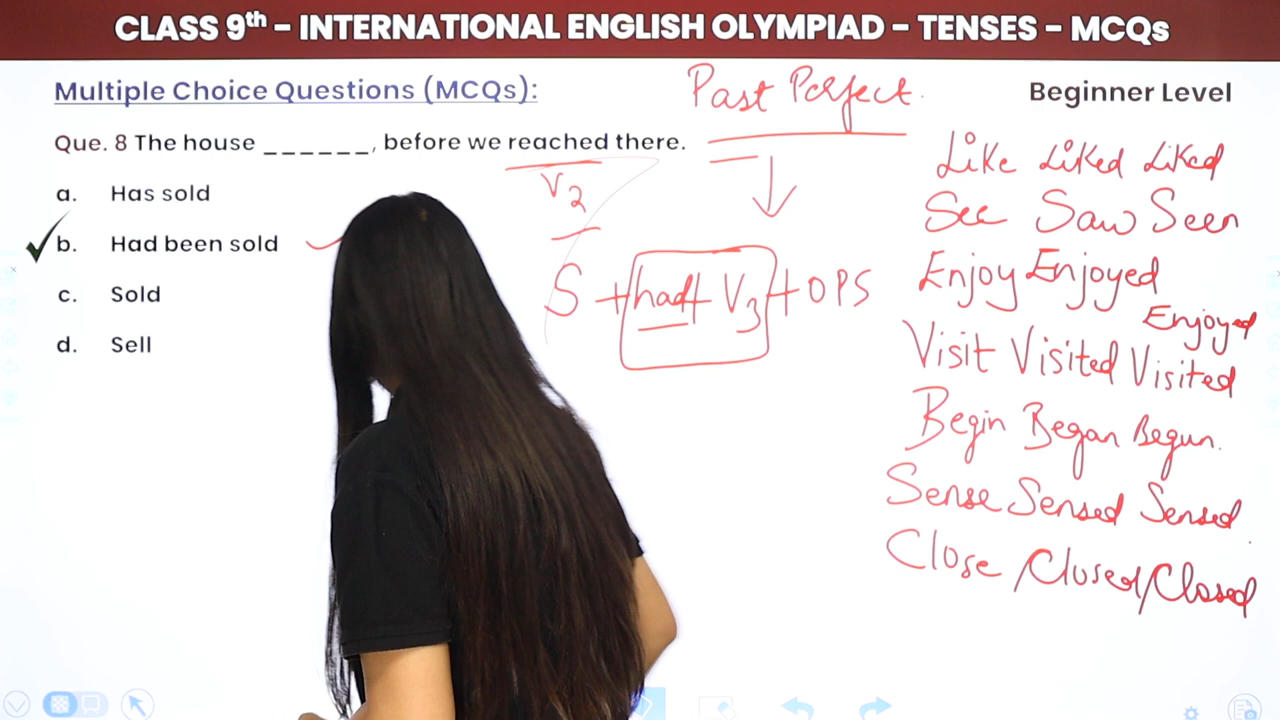 CLASS 9th – INTERNATIONAL ENGLISH OLYMPIAD – TENSES – MCQs
Multiple Choice Questions (MCQs):
Past Perfect
Beginner Level
Que. 8 The house ______, before we reached there.
V2
a. Has sold
b. Had been sold
c. Sold
d. Sell
S + had + V3 + OPS
Like Liked Liked
See Saw Seen
Enjoy Enjoyed
Enjoyed
Visit Visited Visited
Begin Began Begun.
Sense Sensed Sensed
Close / Closed / Closed